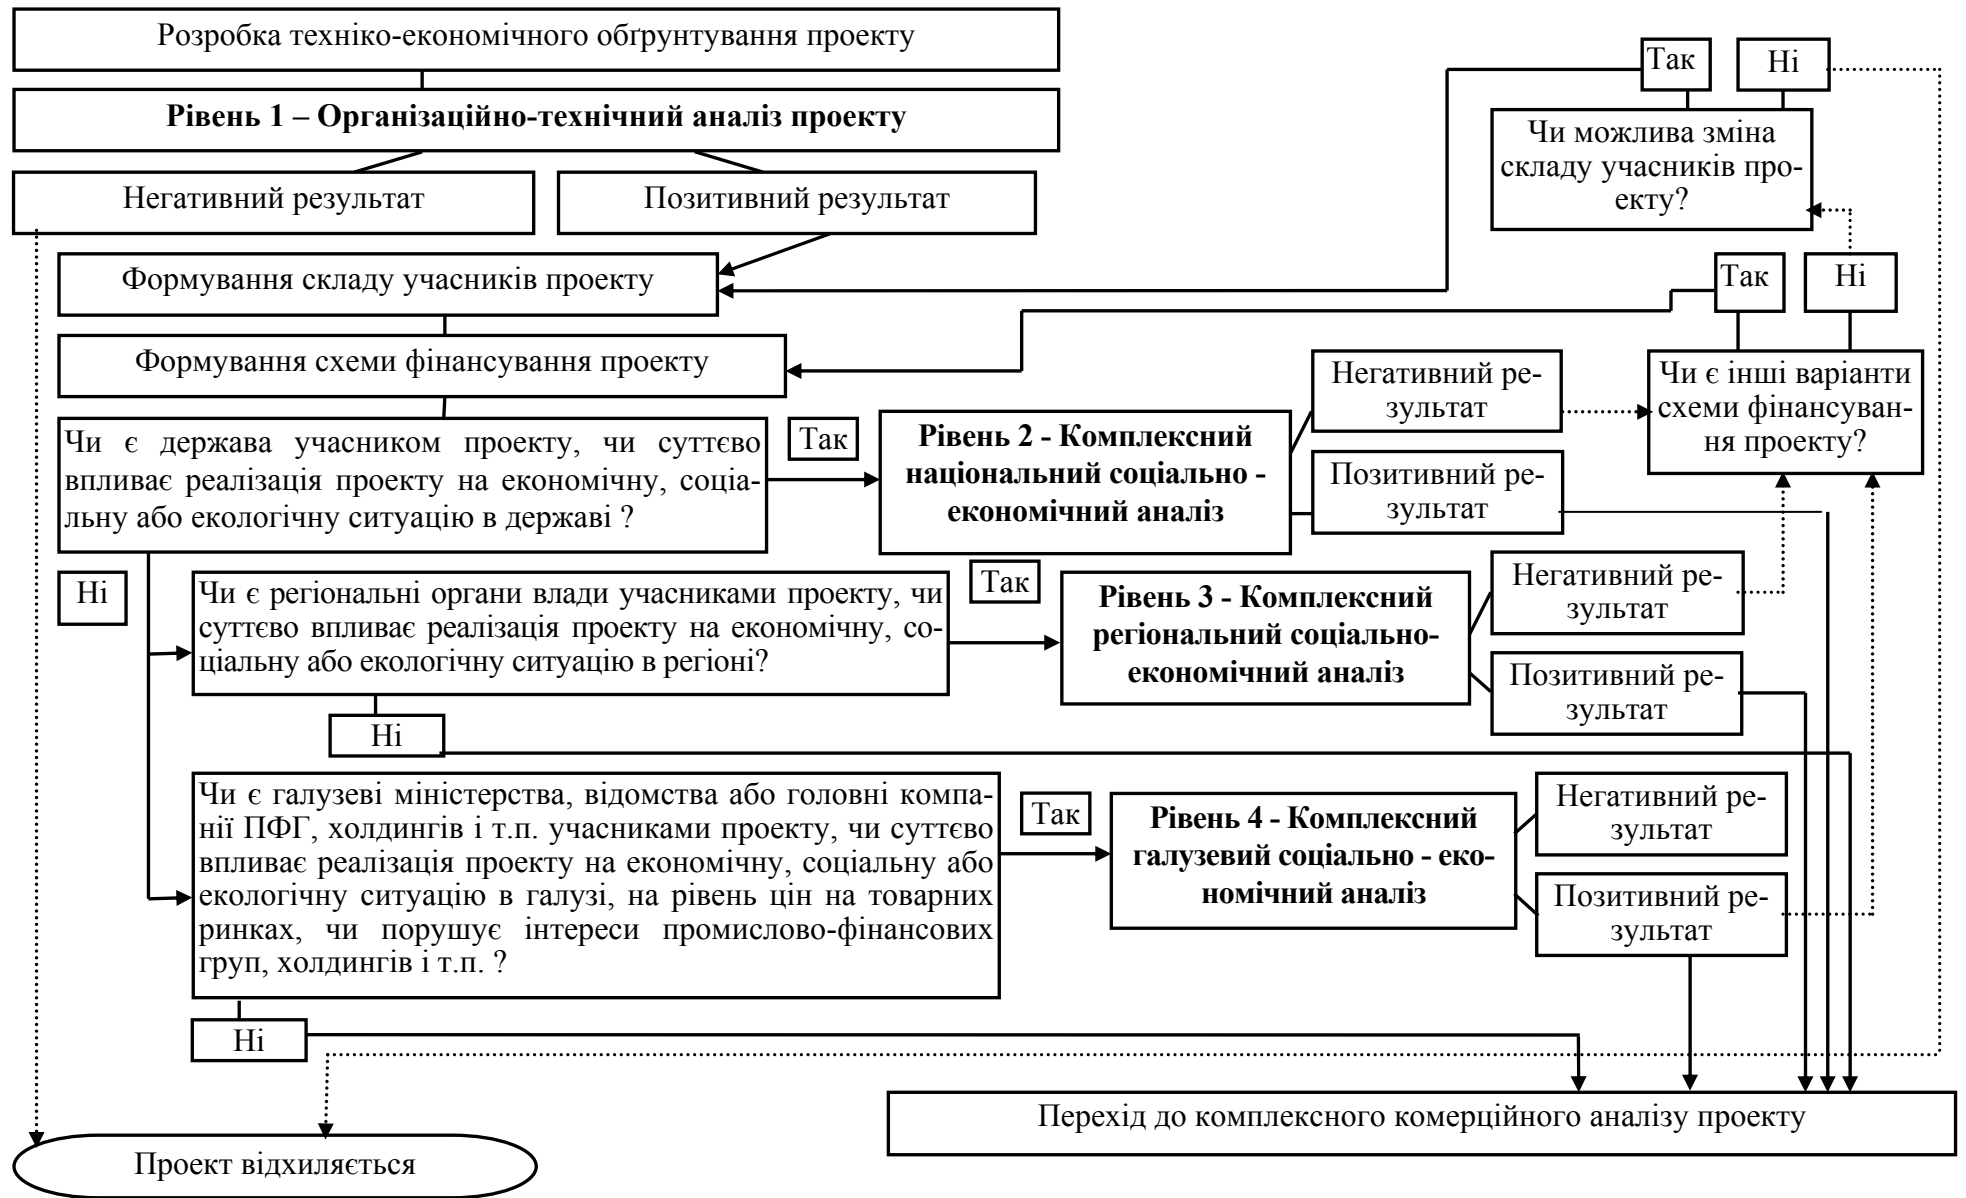 Розробка техніко-економічного обґрунтування проекту
Рівень 1 – Організаційно-технічний аналіз проекту
Негативний результат
Позитивний результат
Формування складу учасників проекту
Формування схеми фінансування проекту
Так
Ні
Чи можлива зміна
складу учасників про-
екту?
Так
Ні
Чи є інші варіанти
схеми фінансуван-
ня проекту?
Чи є держава учасником проекту, чи суттєво
впливає реалізація проекту на економічну, соціа-
льну або екологічну ситуацію в державі ?
Так
Рівень 2 - Комплексний
національний соціально -
економічний аналіз
Негативний ре-
зультат
Позитивний ре-
зультат
Ні
Чи є регіональні органи влади учасниками проекту, чи
суттєво впливає реалізація проекту на економічну, со-
ціальну або екологічну ситуацію в регіоні?
Так
Рівень 3 - Комплексний
регіональний соціально-
економічний аналіз
Негативний ре-
зультат
Позитивний ре-
зультат
Ні
Чи є галузеві міністерства, відомства або головні компа-
нії ПФГ, холдингів і т.п. учасниками проекту, чи суттєво
впливає реалізація проекту на економічну, соціальну або
екологічну ситуацію в галузі, на рівень цін на товарних
ринках, чи порушує інтереси промислово-фінансових
груп, холдингів і т.п. ?
Так
Рівень 4 - Комплексний
галузевий соціально - еко-
номічний аналіз
Негативний ре-
зультат
Позитивний ре-
зультат
Ні
Перехід до комплексного комерційного аналізу проекту
Проект відхиляється